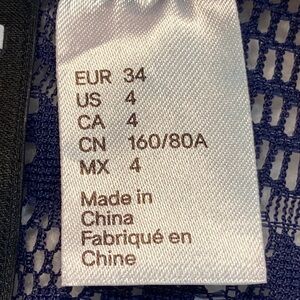 EUR 34
US 4
CA 4
CN 160/80A
MX 4
Made in
China
Fabriqué en
Chine